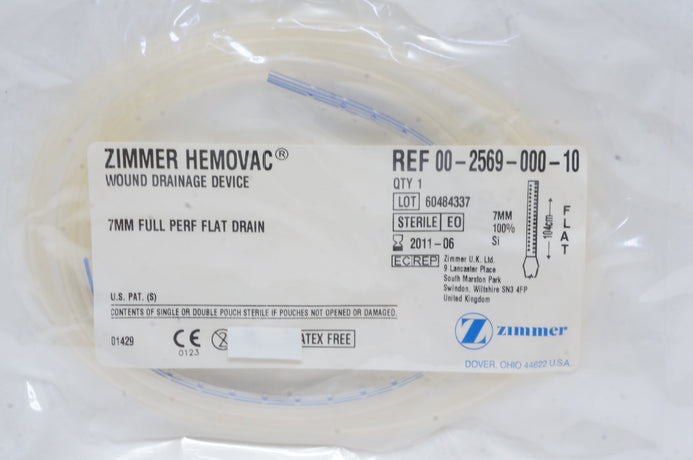 ZIMMER HEMOVAC®
WOUND DRAINAGE DEVICE
7MM FULL PERF FLAT DRAIN
U.S. PAT. (S)
CONTENTS OF SINGLE OR DOUBLE POUCH STERILE IF POUCHES NOT OPENED OR DAMAGED.
01429
CE
0123
LATEX FREE
REF 00-2569-000-10
QTY 1
LOT 60484337
STERILE EO
2011-06
7MM
100%
Si
104cm
FLAT
EC REP
Zimmer U.K. Ltd.
9 Lancaster Place
South Marston Park
Swindon, Wiltshire SN3 4FP
United Kingdom
Z zimmer
DOVER, OHIO 44622 U.S.A.